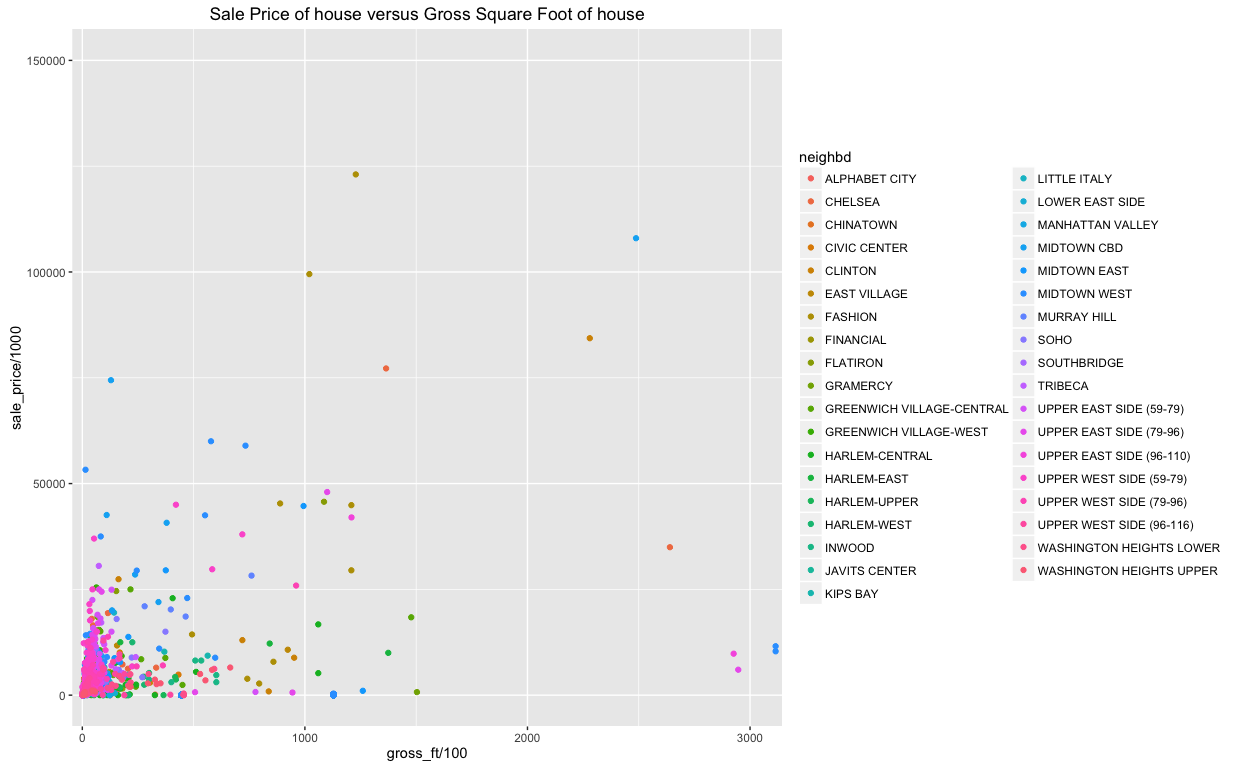 Sale Price of house versus Gross Square Foot of house
150000
100000
50000
0
sale_price/1000
0
1000
2000
3000
gross_ft/100
neighbd
ALPHABET CITY
CHELSEA
CHINATOWN
CIVIC CENTER
CLINTON
EAST VILLAGE
FASHION
FINANCIAL
FLATIRON
GRAMERCY
GREENWICH VILLAGE-CENTRAL
GREENWICH VILLAGE-WEST
HARLEM-CENTRAL
HARLEM-EAST
HARLEM-UPPER
HARLEM-WEST
INWOOD
JAVITS CENTER
KIPS BAY
LITTLE ITALY
LOWER EAST SIDE
MANHATTAN VALLEY
MIDTOWN CBD
MIDTOWN EAST
MIDTOWN WEST
MURRAY HILL
SOHO
SOUTHBRIDGE
TRIBECA
UPPER EAST SIDE (59-79)
UPPER EAST SIDE (79-96)
UPPER EAST SIDE (96-110)
UPPER WEST SIDE (59-79)
UPPER WEST SIDE (79-96)
UPPER WEST SIDE (96-116)
WASHINGTON HEIGHTS LOWER
WASHINGTON HEIGHTS UPPER